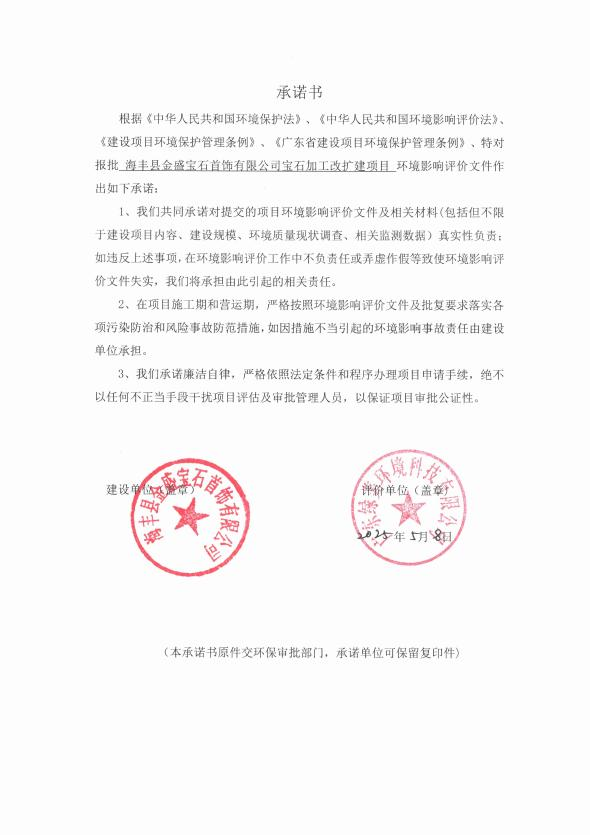 承诺书
根据《中华人民共和国环境保护法》、《中华人民共和国环境影响评价法》、
《建设项目环境保护管理条例》、《广东省建设项目环境保护管理条例》、特对
报批 海丰县金盛宝石首饰有限公司宝石加工改扩建项目 环境影响评价文件作
出如下承诺：
1、我们共同承诺对提交的项目环境影响评价文件及相关材料(包括但不限
于建设项目内容、建设规模、环境质量现状调查、相关监测数据）真实性负责；
如违反上述事项,在环境影响评价工作中不负责任或弄虚作假等致使环境影响评
价文件失实，我们将承担由此引起的相关责任。
2、在项目施工期和营运期，严格按照环境影响评价文件及批复要求落实各
项污染防治和风险事故防范措施,如因措施不当引起的环境影响事故责任由建设
单位承担。
3、我们承诺廉洁自律，严格依照法定条件和程序办理项目申请手续，绝不
以任何不正当手段干扰项目评估及审批管理人员，以保证项目审批公证性。
建设单位（盖章）
海丰县金盛宝石首饰有限公司
评价单位（盖章）
环境科技有限公司
2025年5月8日
（本承诺书原件交环保审批部门，承诺单位可保留复印件)